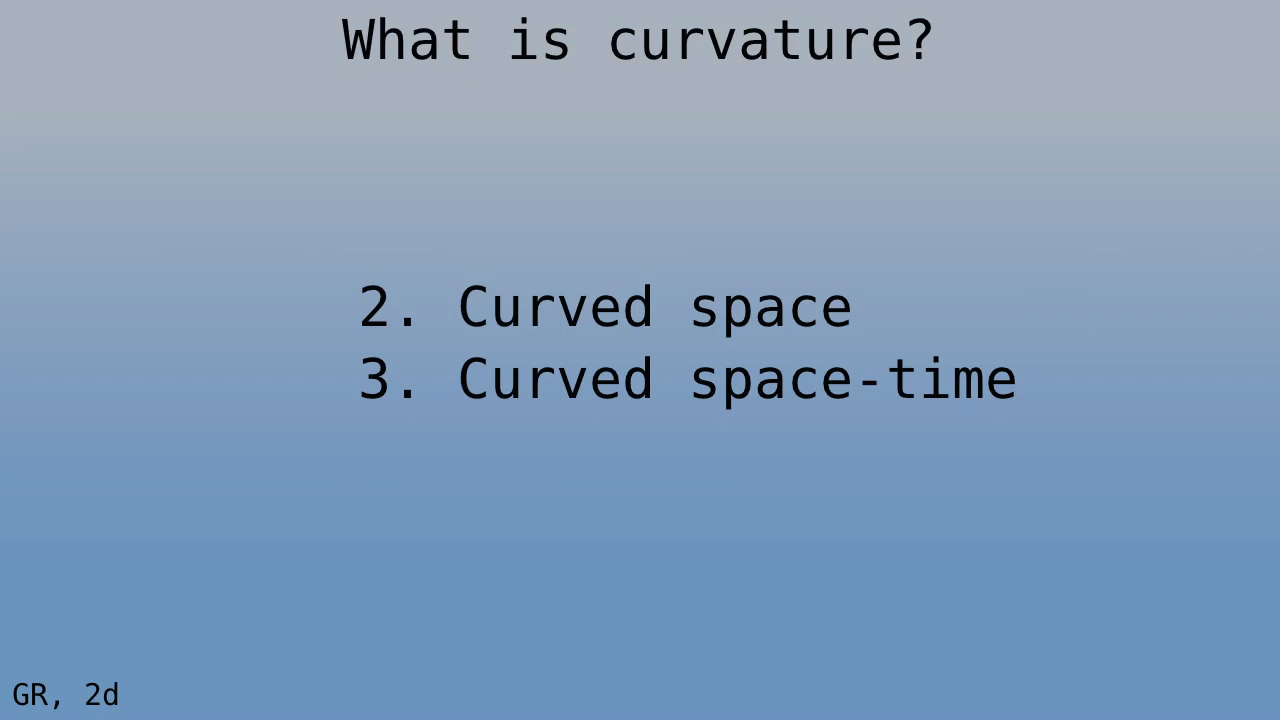 What is curvature?
2. Curved space
3. Curved space-time
GR, 2d